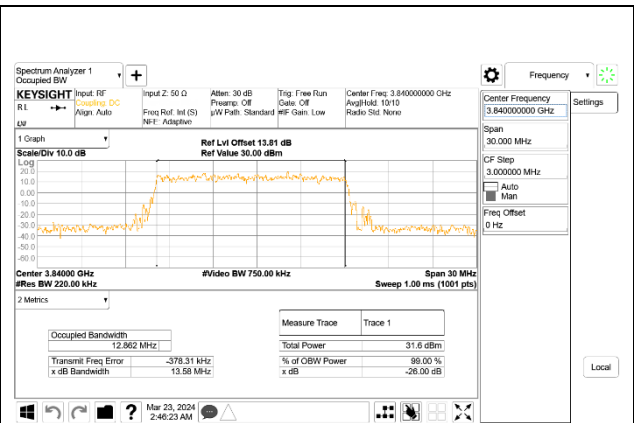 Spectrum Analyzer 1
Occupied BW
Frequency
KEYSIGHT
R L
Input: RF
Coupling: DC
Align: Auto
Input Z: 50 Ω
Freq Ref: Int (S)
NFE: Adaptive
Atten: 30 dB
Preamp: Off
µW Path: Standard
Trig: Free Run
Gate: Off
#IF Gain: Low
Center Freq: 3.840000000 GHz
Avg|Hold: 10/10
Radio Std: None
Center Frequency
3.840000000 GHz
Settings
Span
30.000 MHz
CF Step
3.000000 MHz
Auto
Man
Freq Offset
0 Hz
1 Graph
Scale/Div 10.0 dB
Ref Lvl Offset 13.81 dB
Ref Value 30.00 dBm
Log
20.0
10.0
0.00
-10.0
-20.0
-30.0
-40.0
-50.0
-60.0
Center 3.84000 GHz
#Res BW 220.00 kHz
#Video BW 750.00 kHz
Span 30 MHz
Sweep 1.00 ms (1001 pts)
2 Metrics
Measure Trace Trace 1
Occupied Bandwidth
12.862 MHz
Total Power 31.6 dBm
Transmit Freq Error -378.31 kHz
% of OBW Power 99.00 %
x dB Bandwidth 13.58 MHz
x dB -26.00 dB
Local
?
Mar 23, 2024
2:46:23 AM